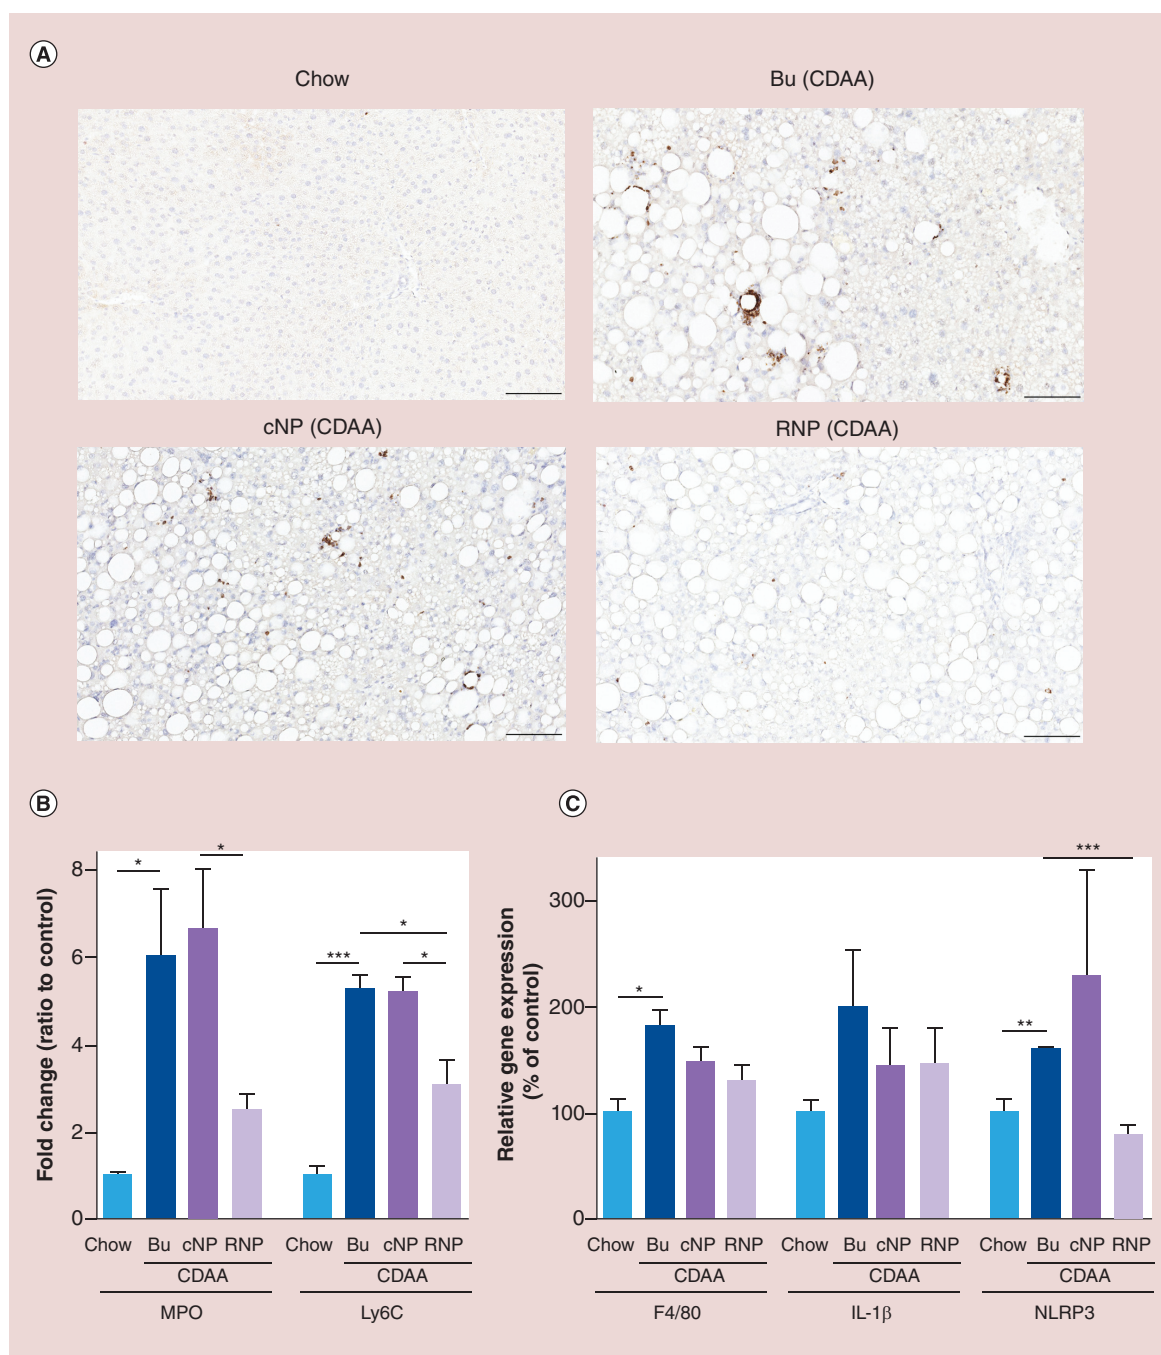 A
Chow
Bu (CDAA)
cNP (CDAA)
RNP (CDAA)
B
Fold change (ratio to control)
8
6
4
2
0
*
*
***
*
*
Chow Bu cNP RNP Chow Bu cNP RNP
CDAA CDAA
MPO Ly6C
C
Relative gene expression
(% of control)
300
200
100
0
*
**
***
Chow Bu cNP RNP Chow Bu cNP RNP Chow Bu cNP RNP
CDAA CDAA CDAA
F4/80 IL-1β NLRP3